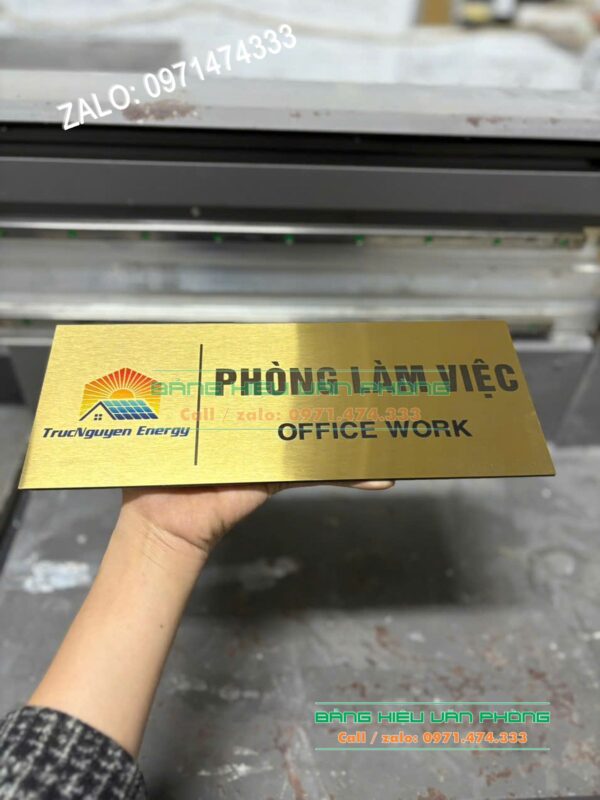 ZALO: 0971474333
PHÒNG LÀM VIỆC
BẢNG HIỆU VĂN PHÒNG
Call / zalo: 0971.474.333
OFFICE WORK
TrucNguyen Energy
BẢNG HIỆU VĂN PHÒNG
Call / zalo: 0971.474.333